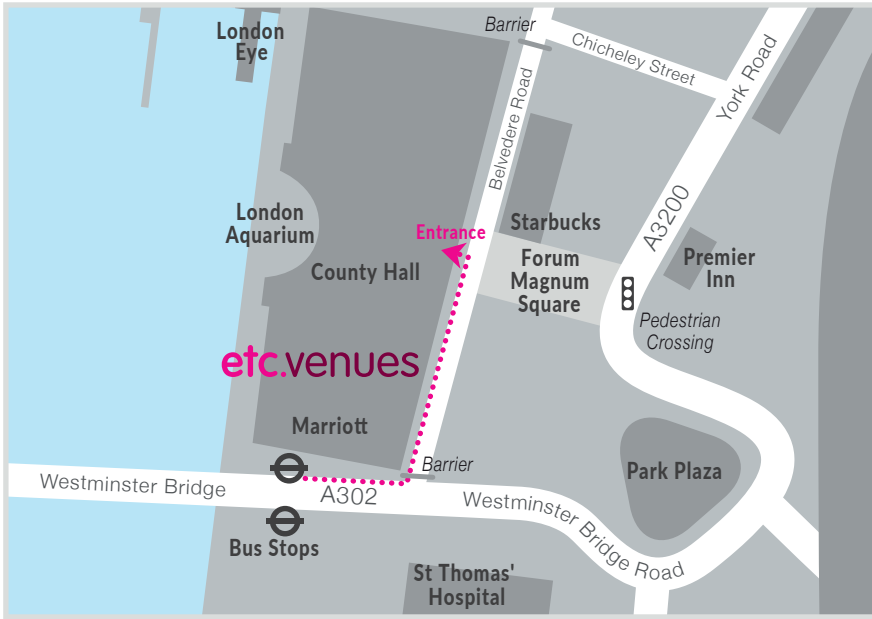 London
Eye
Barrier
Chicheley Street
York Road
Belvedere Road
London
Aquarium
Entrance
Starbucks
A3200
County Hall
Forum
Magnum
Square
Premier
Inn
Pedestrian
Crossing
etc.venues
Marriott
Barrier
Park Plaza
Westminster Bridge
A302
Westminster Bridge Road
Bus Stops
St Thomas'
Hospital